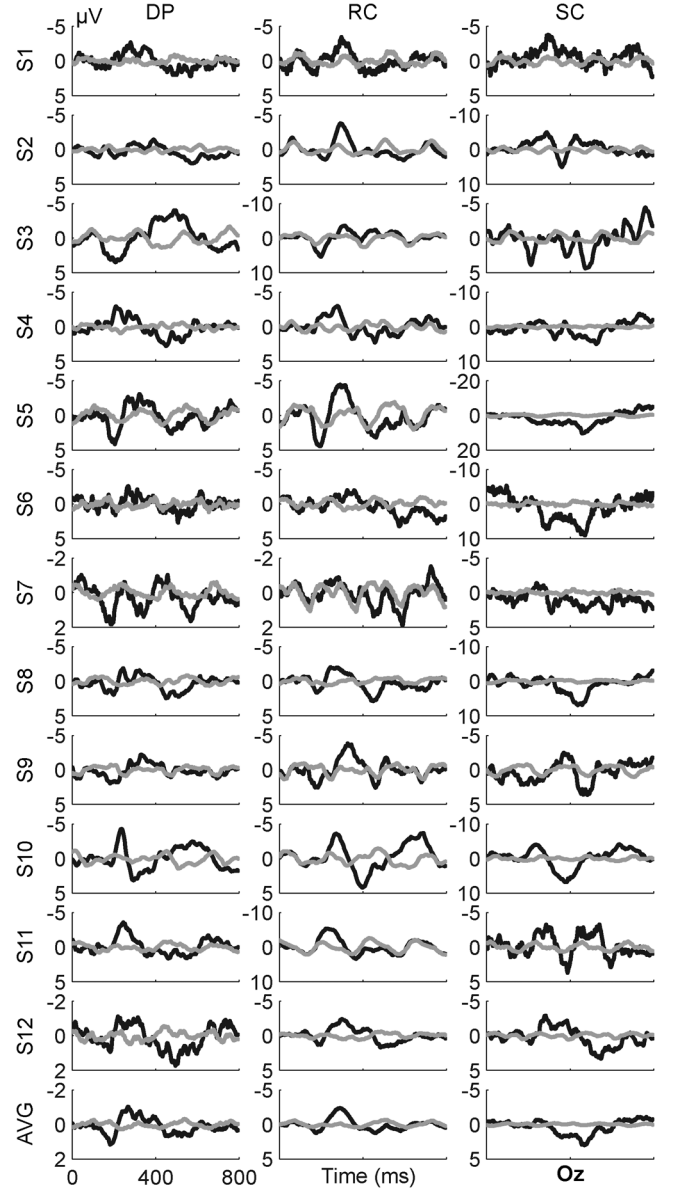 µV DP RC SC
S1 -5 0 5 -5 0 5 -5 0 5
S2 -5 0 5 -5 0 5 -10 0 10
S3 -5 0 5 -10 0 10 -5 0 5
S4 -5 0 5 -5 0 5 -10 0 10
S5 -5 0 5 -5 0 5 -20 0 20
S6 -5 0 5 -5 0 5 -10 0 10
S7 -2 0 2 -2 0 2 -5 0 5
S8 -5 0 5 -5 0 5 -10 0 10
S9 -5 0 5 -5 0 5 -5 0 5
S10 -5 0 5 -5 0 5 -10 0 10
S11 -5 0 5 -10 0 10 -5 0 5
S12 -2 0 2 -5 0 5 -5 0 5
AVG -2 0 2 -5 0 5 -5 0 5
0 400 800 Time (ms) Oz